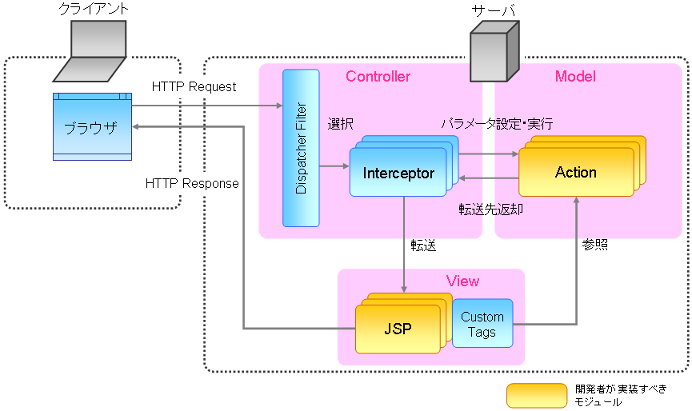 クライアント
サーバ
Controller
Model
HTTP Request
ブラウザ
Dispatcher Filter
選択
パラメータ設定・実行
Interceptor
Action
HTTP Response
転送先返却
転送
参照
View
JSP
Custom
Tags
開発者が実装すべき
モジュール